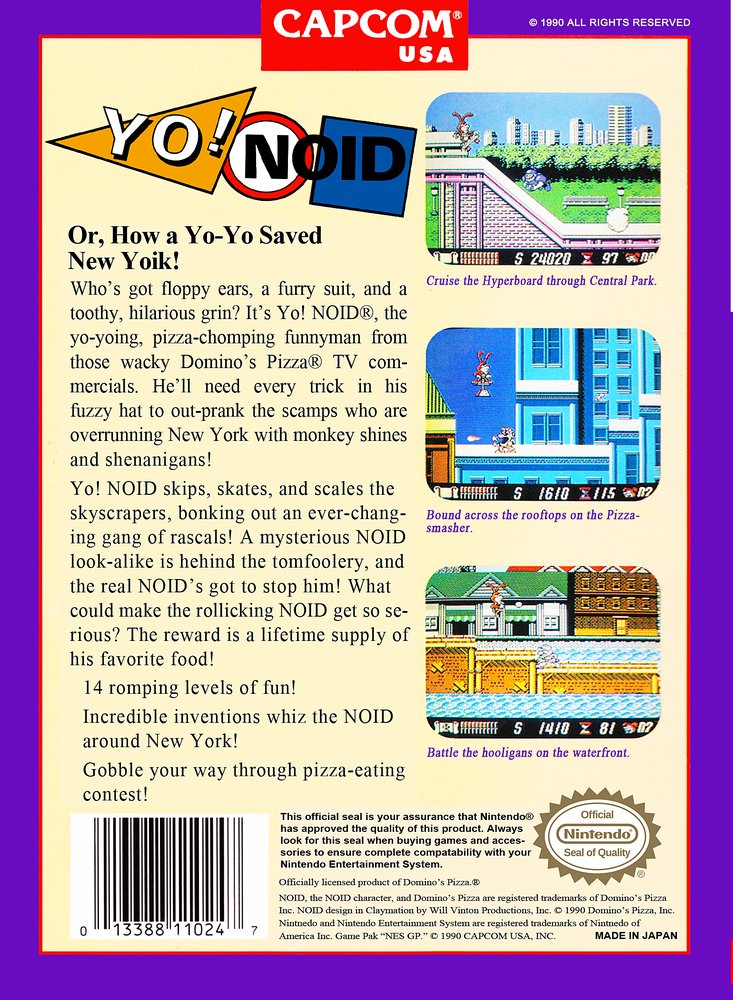 CAPCOM®
USA
© 1990 ALL RIGHTS RESERVED
YO! NOID
Or, How a Yo-Yo Saved
New Yoik!
Who's got floppy ears, a furry suit, and a
toothy, hilarious grin? It's Yo! NOID®, the
yo-yoing, pizza-chomping funnyman from
those wacky Domino's Pizza® TV com-
mercials. He'll need every trick in his
fuzzy hat to out-prank the scamps who are
overrunning New York with monkey shines
and shenanigans!
Yo! NOID skips, skates, and scales the
skyscrapers, bonking out an ever-chang-
ing gang of rascals! A mysterious NOID
look-alike is hehind the tomfoolery, and
the real NOID's got to stop him! What
could make the rollicking NOID get so se-
rious? The reward is a lifetime supply of
his favorite food!
14 romping levels of fun!
Incredible inventions whiz the NOID
around New York!
Gobble your way through pizza-eating
contest!
S 24020 97
Cruise the Hyperboard through Central Park.
S 1610 115 02
Bound across the rooftops on the Pizza-
smasher.
S 1410 81 02
Battle the hooligans on the waterfront.
0 13388 11024 7
This official seal is your assurance that Nintendo®
has approved the quality of this product. Always
look for this seal when buying games and acces-
sories to ensure complete compatability with your
Nintendo Entertainment System.
Official
Nintendo®
Seal of Quality
®
Officially licensed product of Domino's Pizza.®
NOID, the NOID character, and Domino's Pizza are registered trademarks of Domino's Pizza
Inc. NOID design in Claymation by Will Vinton Productions, Inc. © 1990 Domino's Pizza, Inc.
Nintnedo and Nintendo Entertainment System are registered trademarks of Nintnedo of
America Inc. Game Pak “NES GP.” © 1990 CAPCOM USA, INC.
MADE IN JAPAN